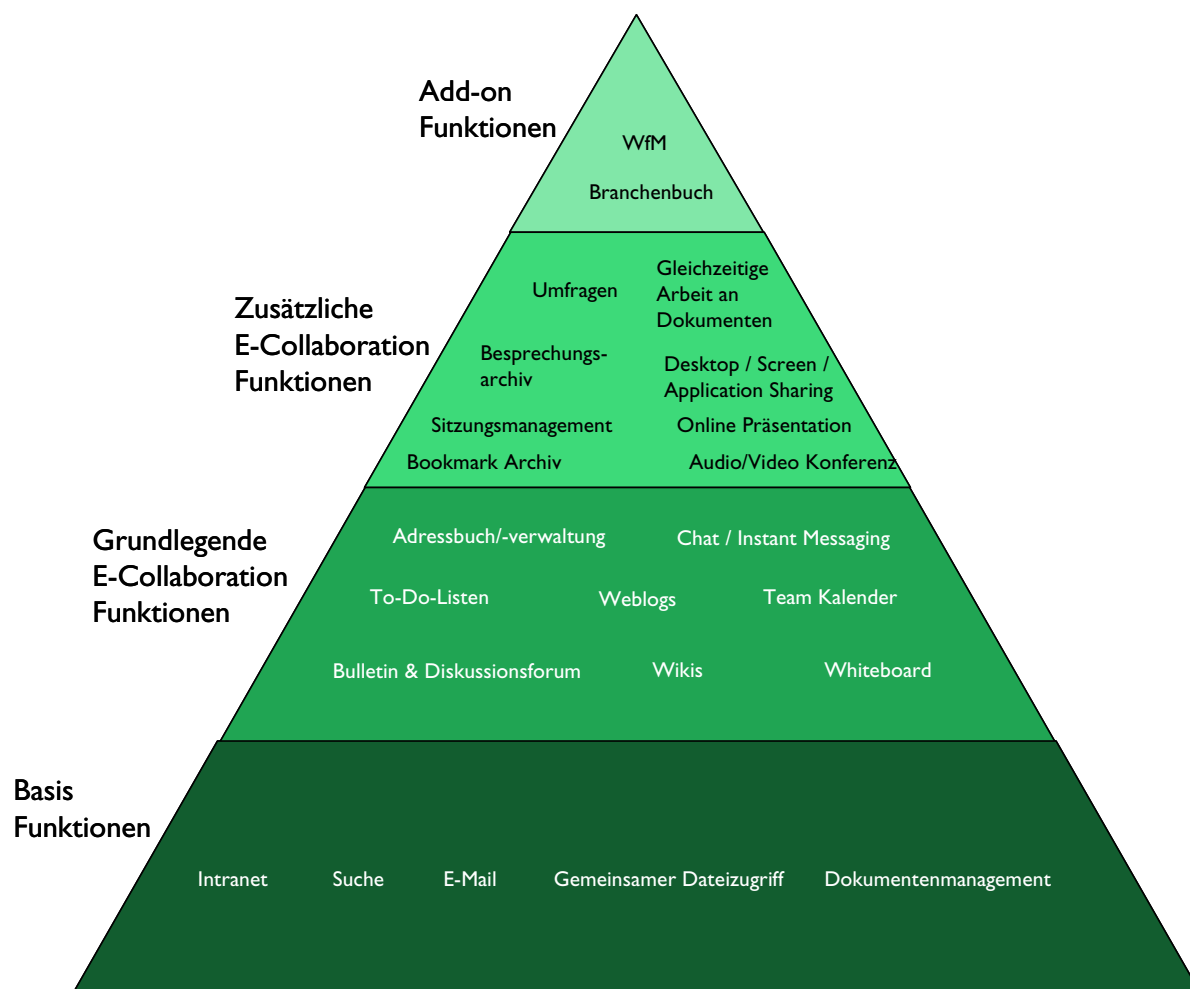 Add-on
Funktionen
WfM
Branchenbuch
Zusätzliche
E-Collaboration
Funktionen
Umfragen
Gleichzeitige
Arbeit an
Dokumenten
Besprechungs-
archiv
Desktop / Screen /
Application Sharing
Sitzungsmanagement
Online Präsentation
Bookmark Archiv
Audio/Video Konferenz
Grundlegende
E-Collaboration
Funktionen
Adressbuch/-verwaltung
Chat / Instant Messaging
To-Do-Listen
Weblogs
Team Kalender
Bulletin & Diskussionsforum
Wikis
Whiteboard
Basis
Funktionen
Intranet
Suche
E-Mail
Gemeinsamer Dateizugriff
Dokumentenmanagement